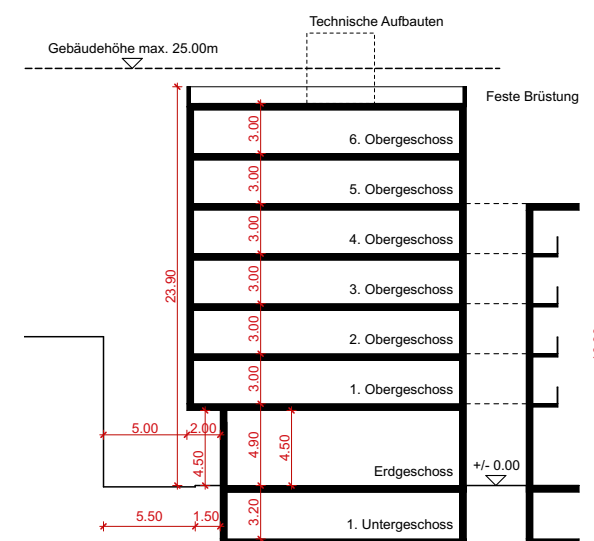 Technische Aufbauten
Gebäudehöhe max. 25.00m
Feste Brüstung
3.00
6. Obergeschoss
3.00
5. Obergeschoss
3.00
4. Obergeschoss
23.90
3.00
3. Obergeschoss
3.00
2. Obergeschoss
3.00
1. Obergeschoss
5.00
2.00
4.50
4.90
4.50
Erdgeschoss
+/- 0.00
5.50
1.50
3.20
1. Untergeschoss